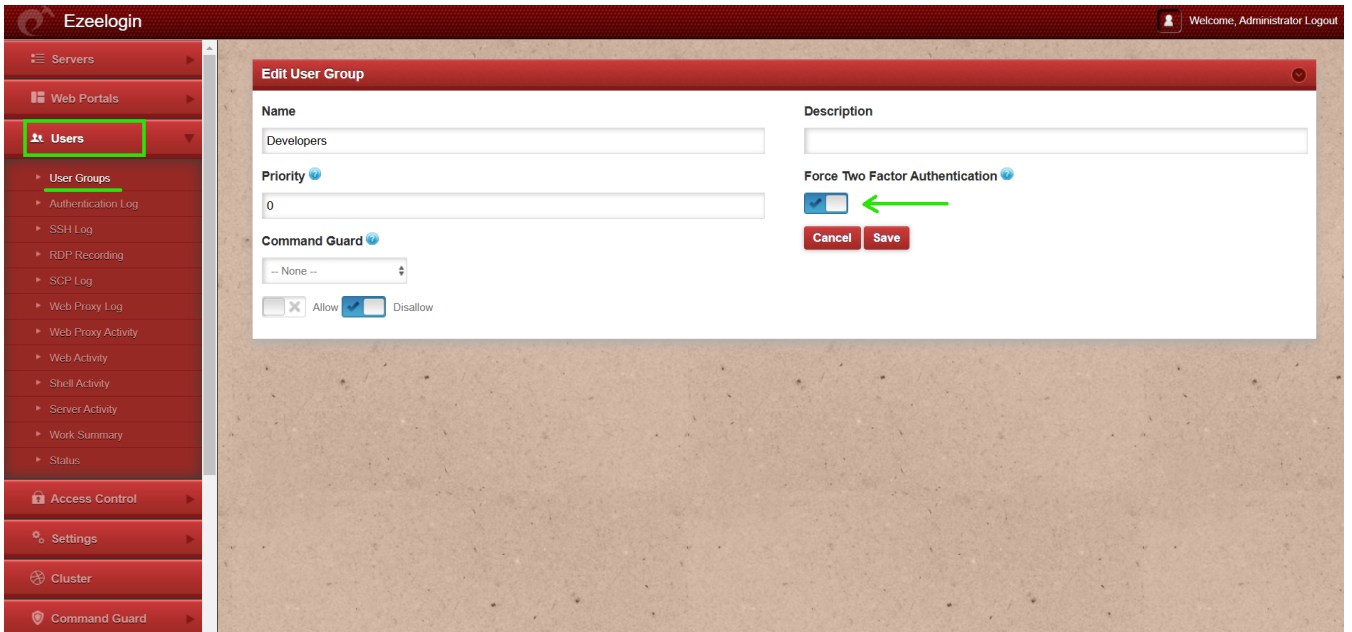 Ezeelogin
Welcome, Administrator Logout
Servers
Web Portals
Users
User Groups
Authentication Log
SSH Log
RDP Recording
SCP Log
Web Proxy Log
Web Proxy Activity
Web Activity
Shell Activity
Server Activity
Work Summary
Status
Access Control
Settings
Cluster
Command Guard
Edit User Group
Name
Developers
Description
Priority
0
Force Two Factor Authentication
Cancel Save
Command Guard
-- None --
Allow Disallow